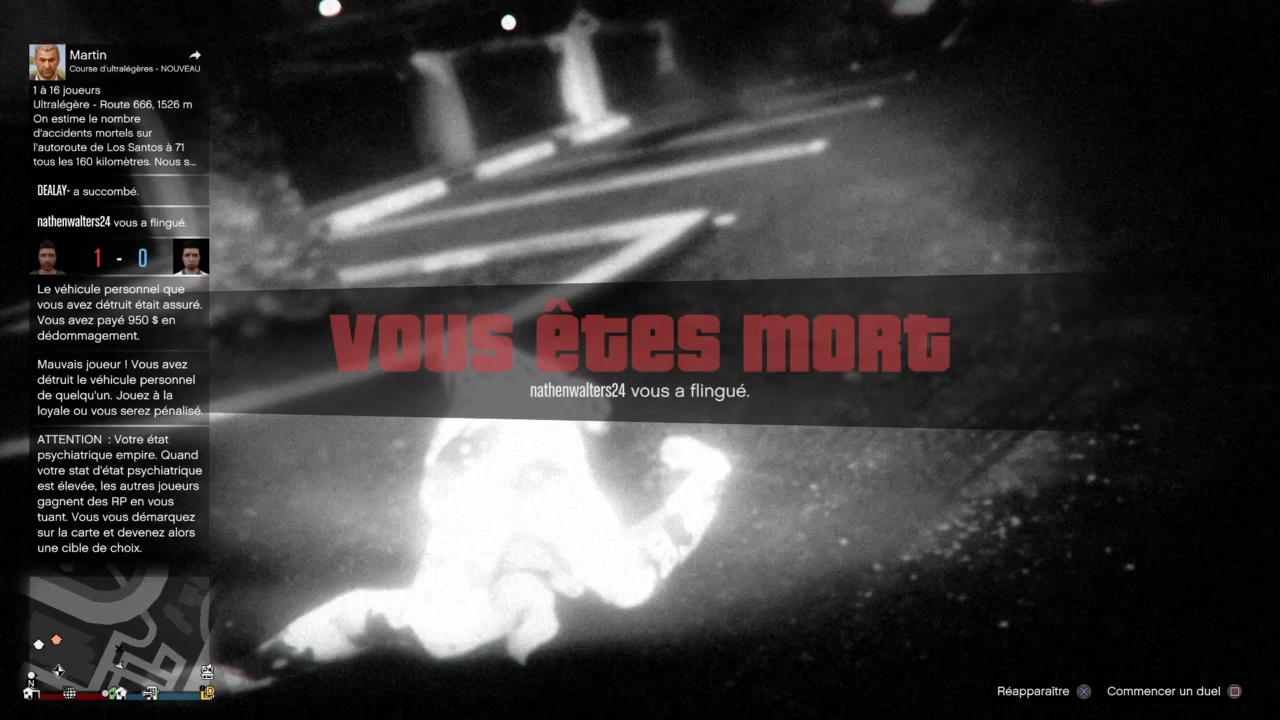 Martin
Course d'ultralégères - NOUVEAU
1 à 16 joueurs
Ultralégère - Route 666, 1526 m
On estime le nombre
d'accidents mortels sur
l'autoroute de Los Santos à 71
tous les 160 kilomètres. Nous s...
DEALAY- a succombé.
nathenwalters24 vous a flingué.
1 - 0
Le véhicule personnel que
vous avez détruit était assuré.
Vous avez payé 950 $ en
dédommagement.
Mauvais joueur ! Vous avez
détruit le véhicule personnel
de quelqu'un. Jouez à la
loyale ou vous serez pénalisé.
ATTENTION : Votre état
psychiatrique empire. Quand
votre stat d'état psychiatrique
est élevée, les autres joueurs
gagnent des RP en vous
tuant. Vous vous démarquez
sur la carte et devenez alors
une cible de choix.
N
vous êtes mort
nathenwalters24 vous a flingué.
Réapparaître
Commencer un duel